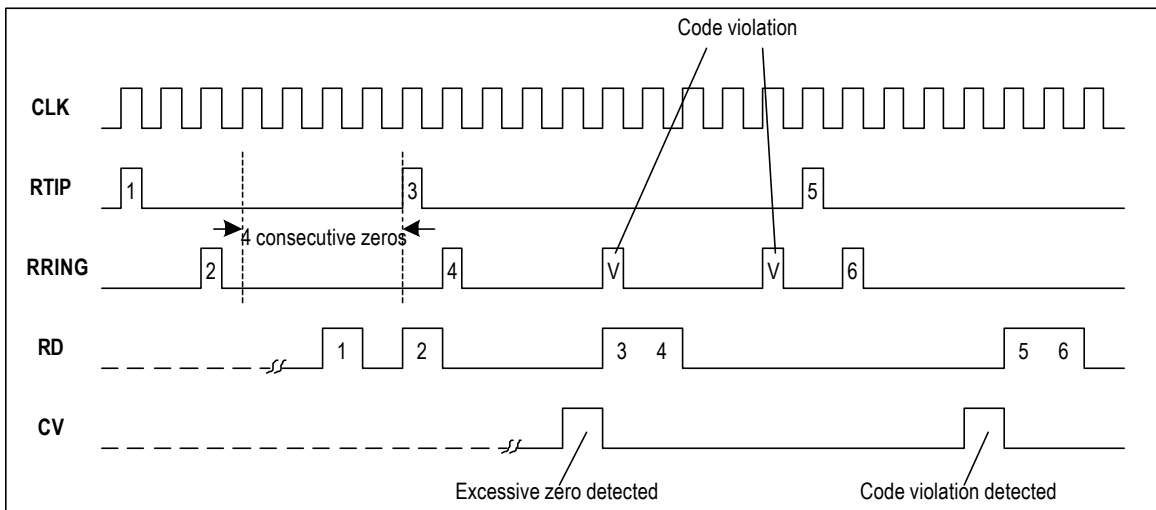 Code violation
CLK
RTIP
1
3
5
4 consecutive zeros
RRING
2
4
V
V
6
RD
1
2
3 4
5 6
CV
Excessive zero detected
Code violation detected